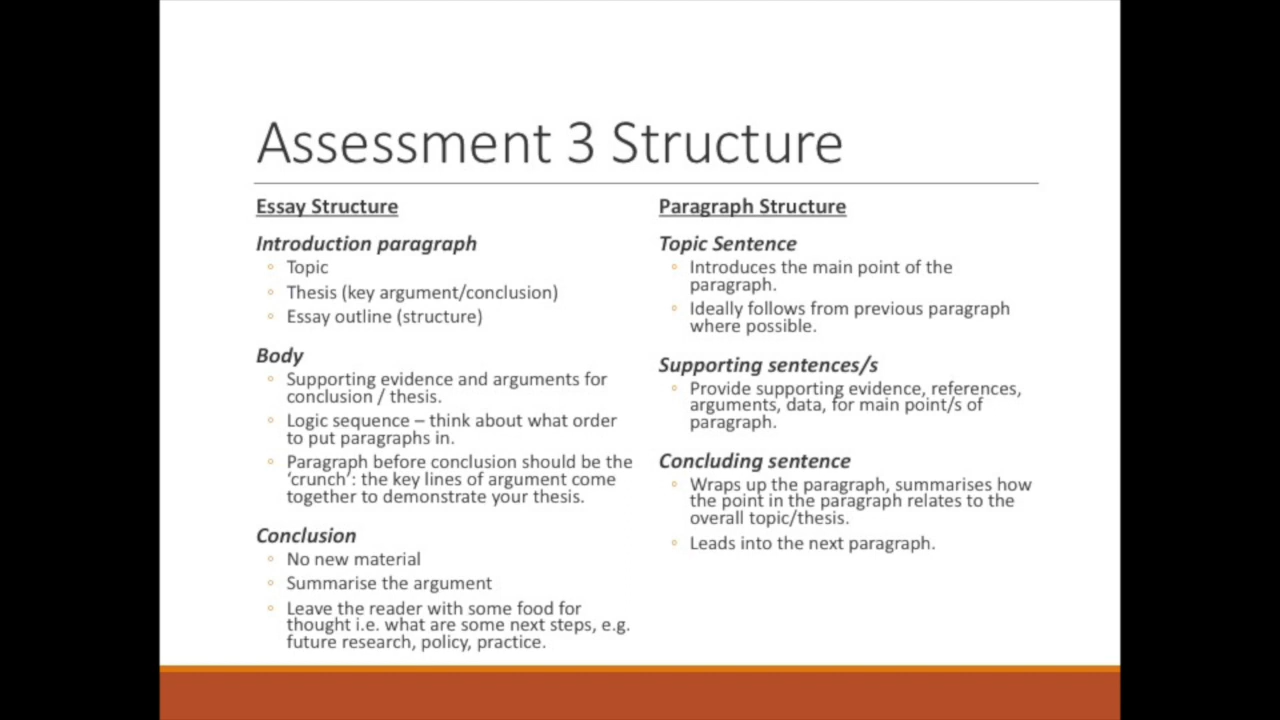 Assessment 3 Structure
Essay Structure
Introduction paragraph
Topic
Thesis (key argument/conclusion)
Essay outline (structure)
Body
Supporting evidence and arguments for
conclusion / thesis.
Logic sequence – think about what order
to put paragraphs in.
Paragraph before conclusion should be the
‘crunch’: the key lines of argument come
together to demonstrate your thesis.
Conclusion
No new material
Summarise the argument
Leave the reader with some food for
thought i.e. what are some next steps, e.g.
future research, policy, practice.
Paragraph Structure
Topic Sentence
Introduces the main point of the
paragraph.
Ideally follows from previous paragraph
where possible.
Supporting sentences/s
Provide supporting evidence, references,
arguments, data, for main point/s of
paragraph.
Concluding sentence
Wraps up the paragraph, summarises how
the point in the paragraph relates to the
overall topic/thesis.
Leads into the next paragraph.